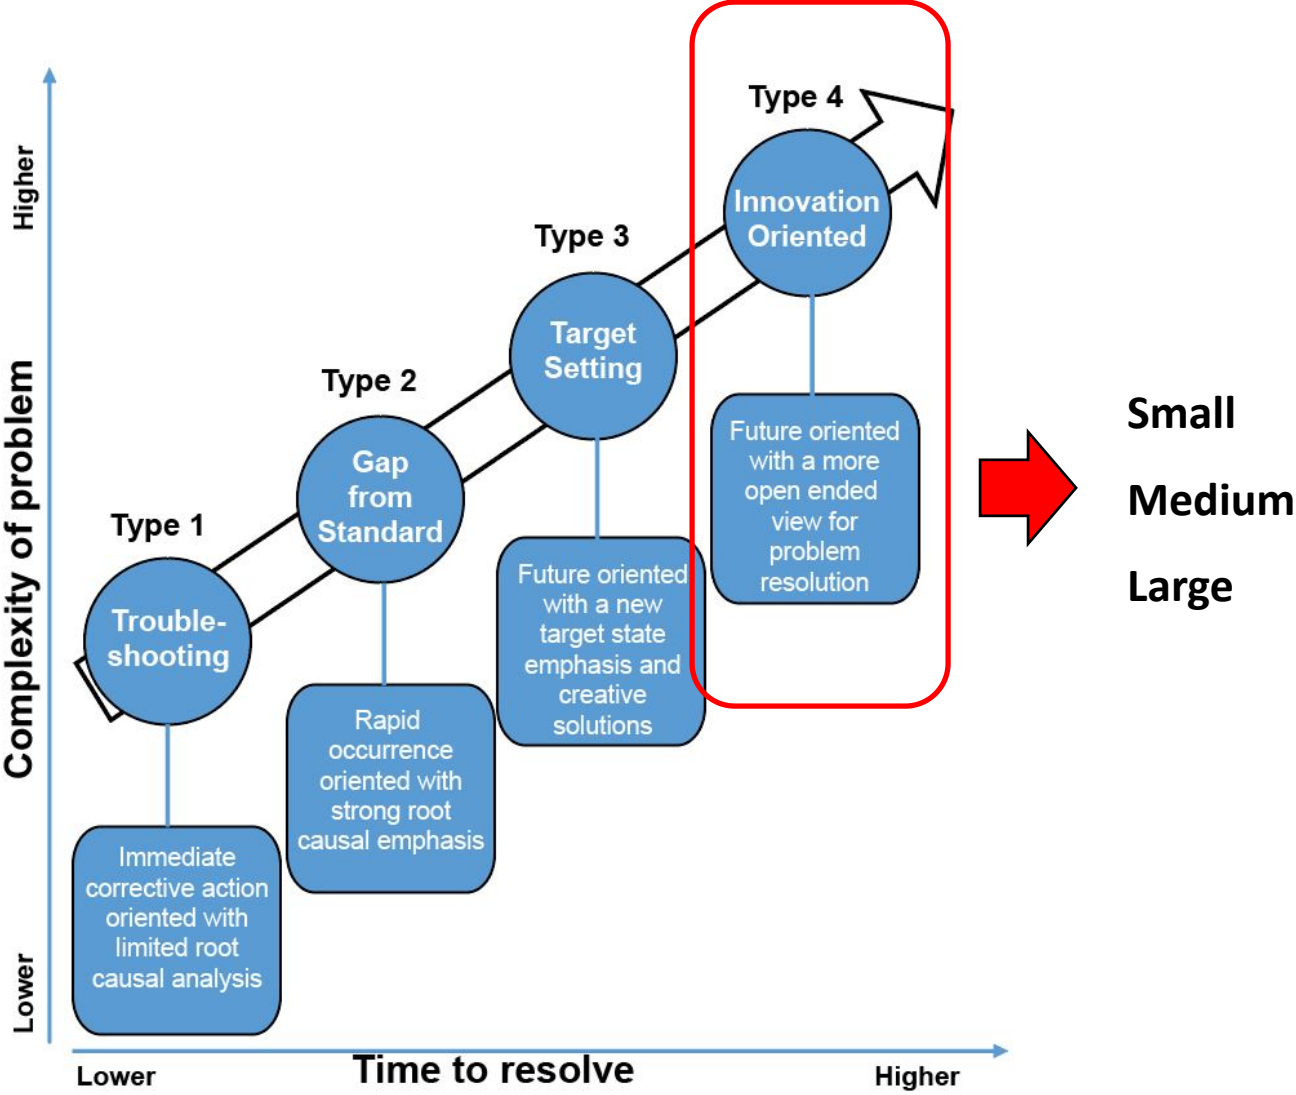 Type 4
Innovation
Oriented
Future oriented
with a more
open ended
view for
problem
resolution
Type 3
Target
Setting
Future oriented
with a new
target state
emphasis and
creative
solutions
Type 2
Gap
from
Standard
Rapid
occurrence
oriented with
strong root
causal emphasis
Type 1
Trouble-
shooting
Immediate
corrective action
oriented with
limited root
causal analysis
Small
Medium
Large
Higher
Complexity of problem
Lower
Lower
Time to resolve
Higher